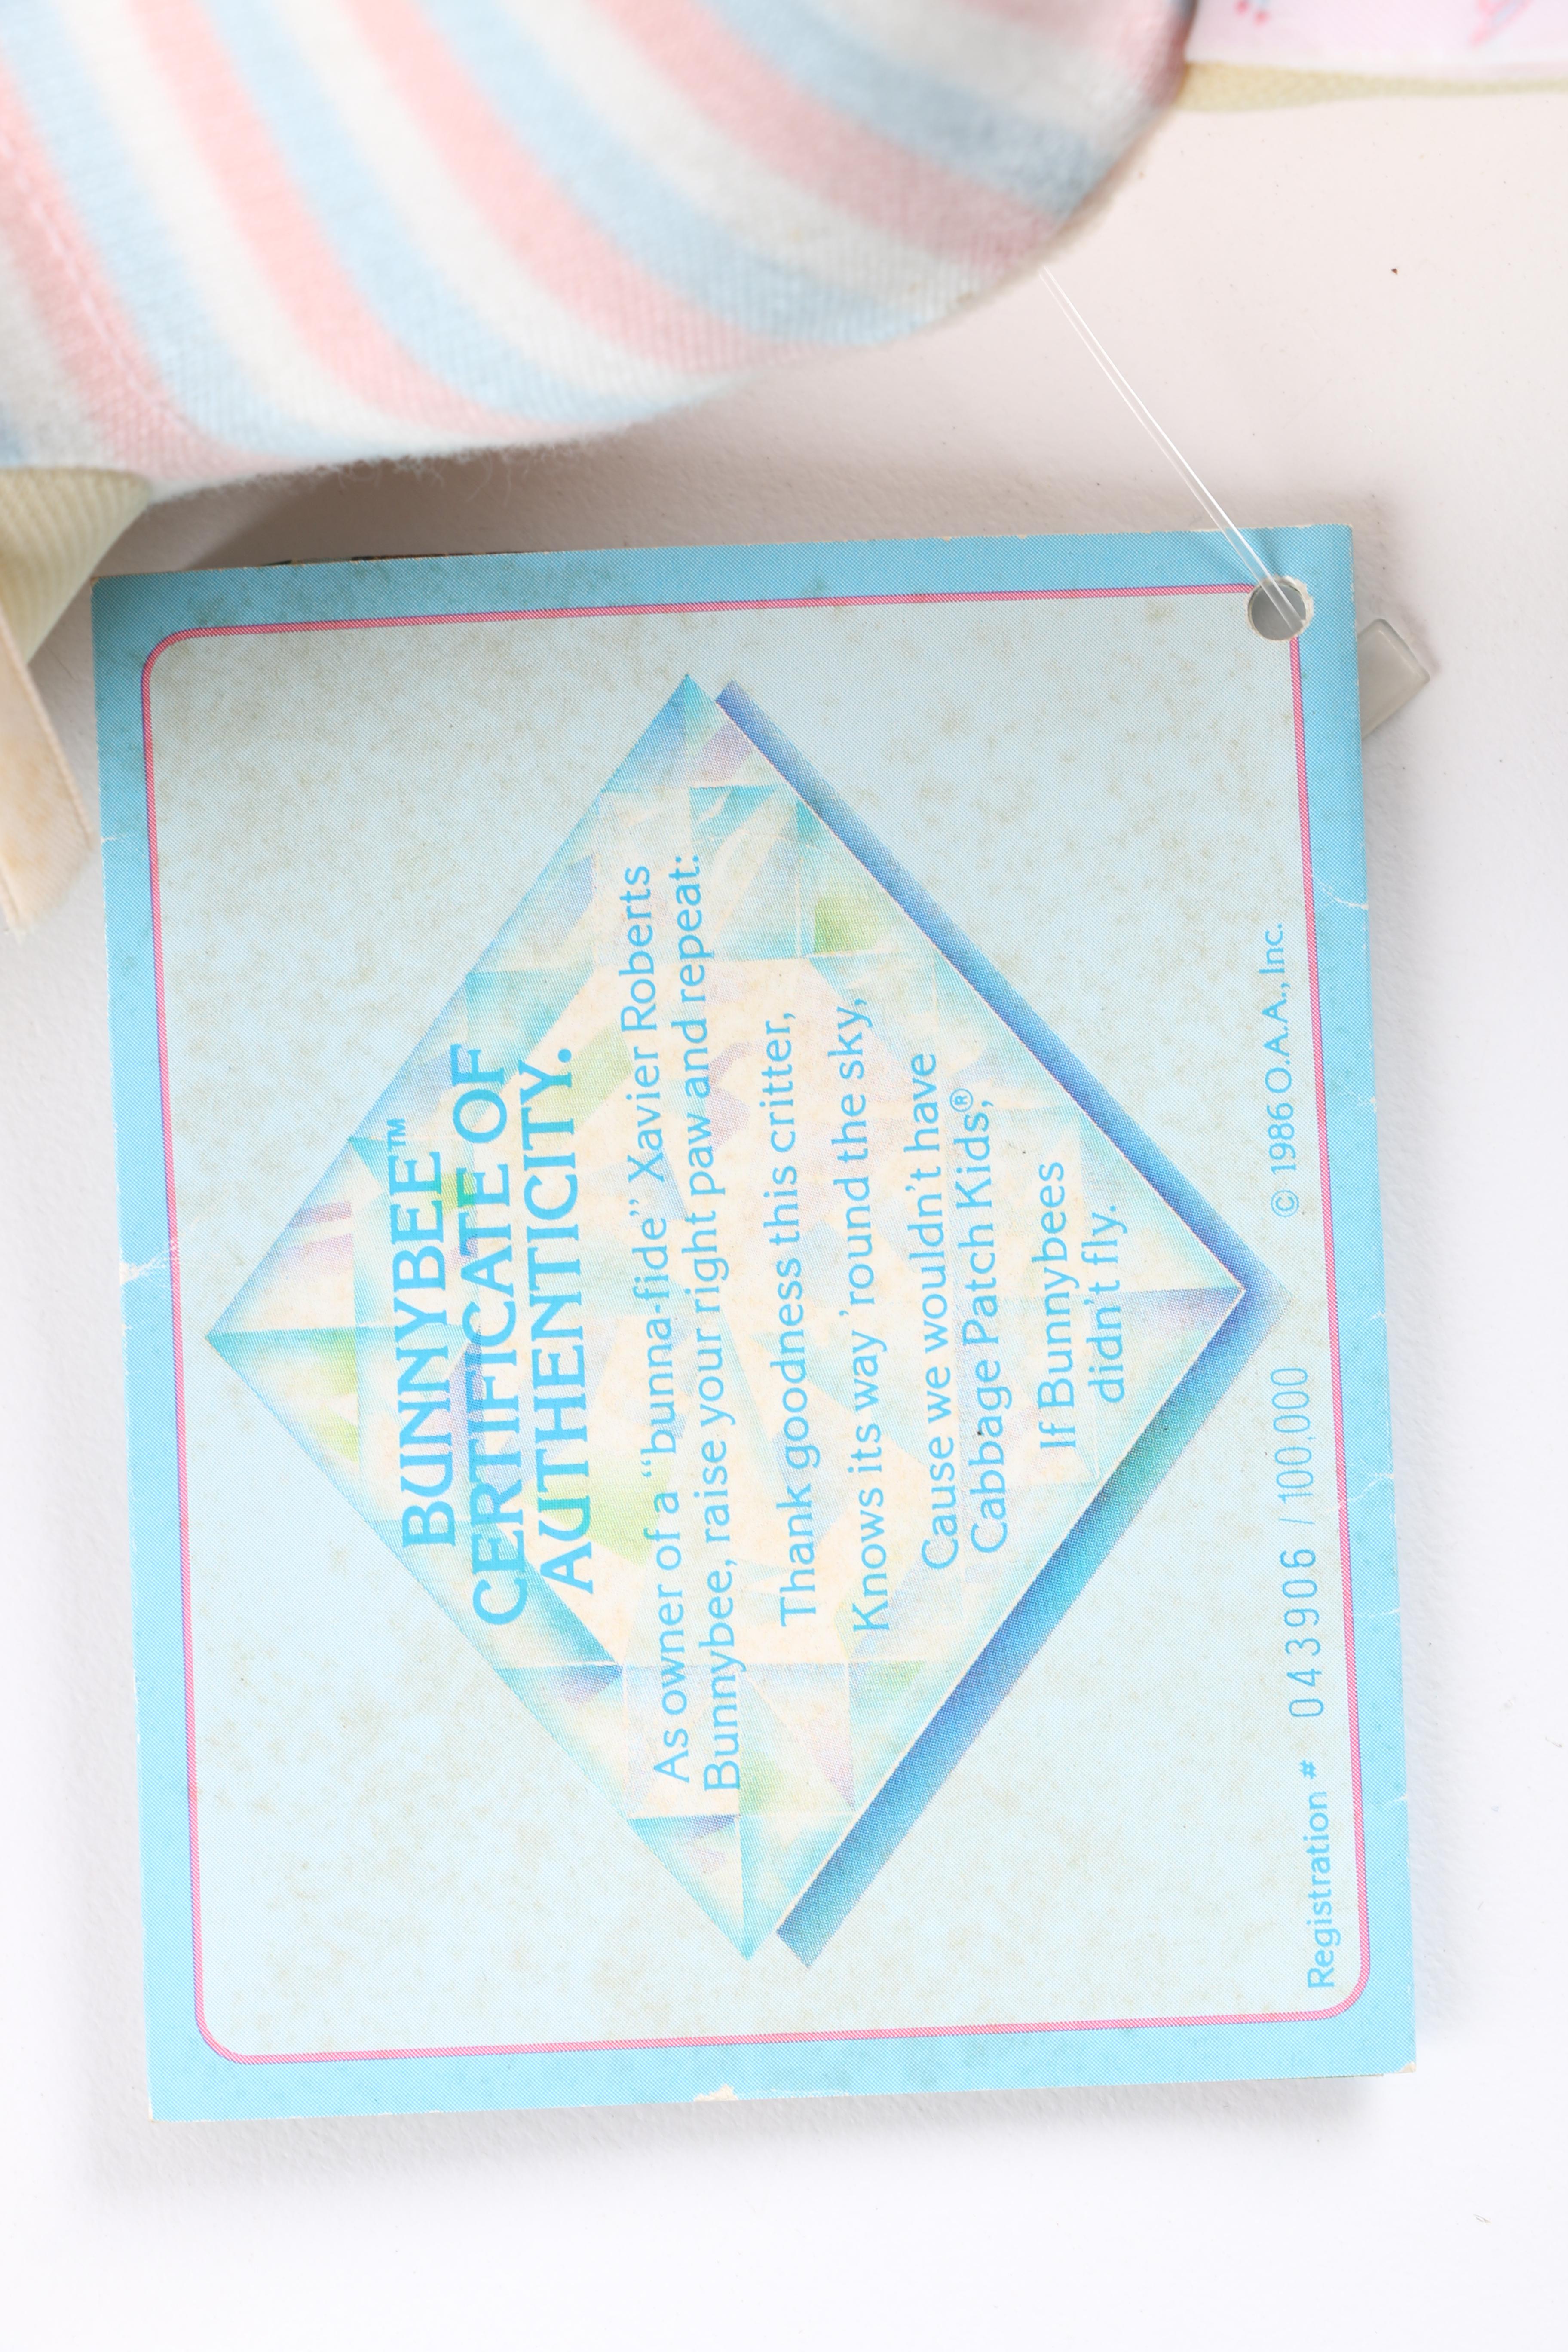 BUNNYBEE™
CERTIFICATE OF
AUTHENTICITY.
As owner of a “bunna-fide” Xavier Roberts
Bunnybee, raise your right paw and repeat:
Thank goodness this critter,
Knows its way ’round the sky,
Cause we wouldn’t have
Cabbage Patch Kids,®
If Bunnybees
didn’t fly.
Registration # 043906 / 100,000 © 1986 O.A.A., Inc.